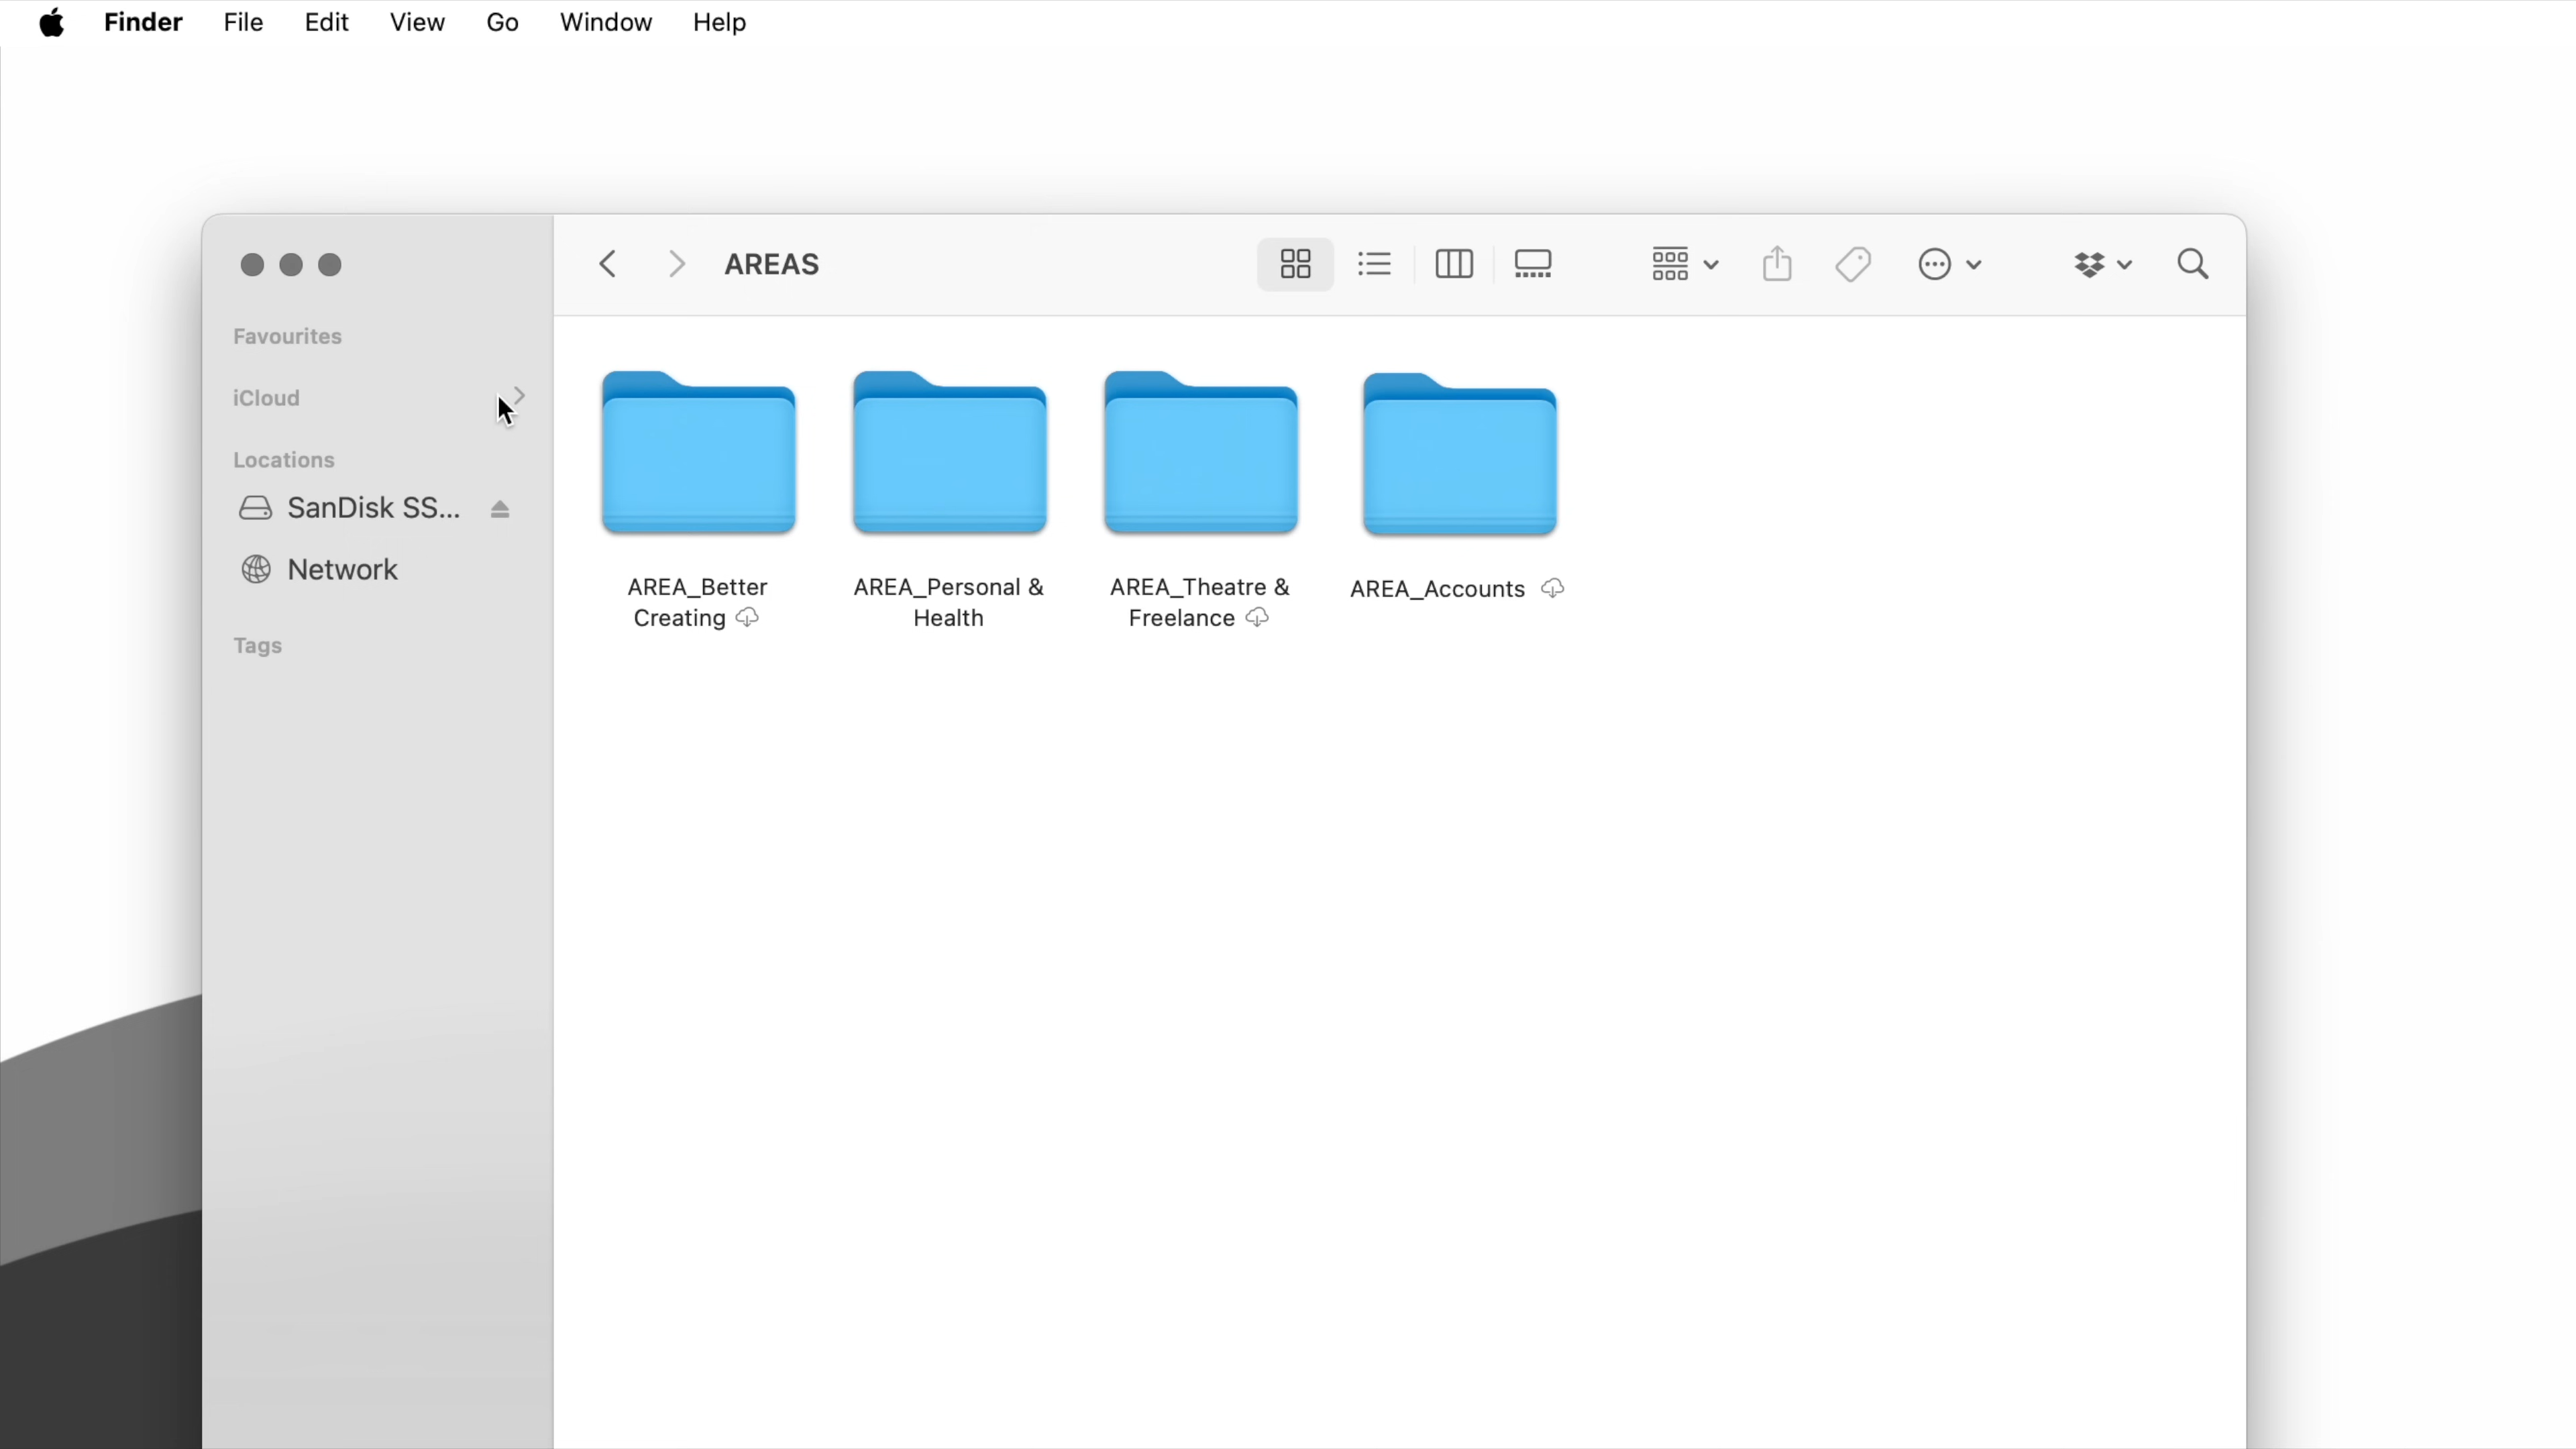 Finder File Edit View Go Window Help
AREAS
Favourites
iCloud
Locations
SanDisk SS...
Network
Tags
AREA_Better
Creating
AREA_Personal &
Health
AREA_Theatre &
Freelance
AREA_Accounts